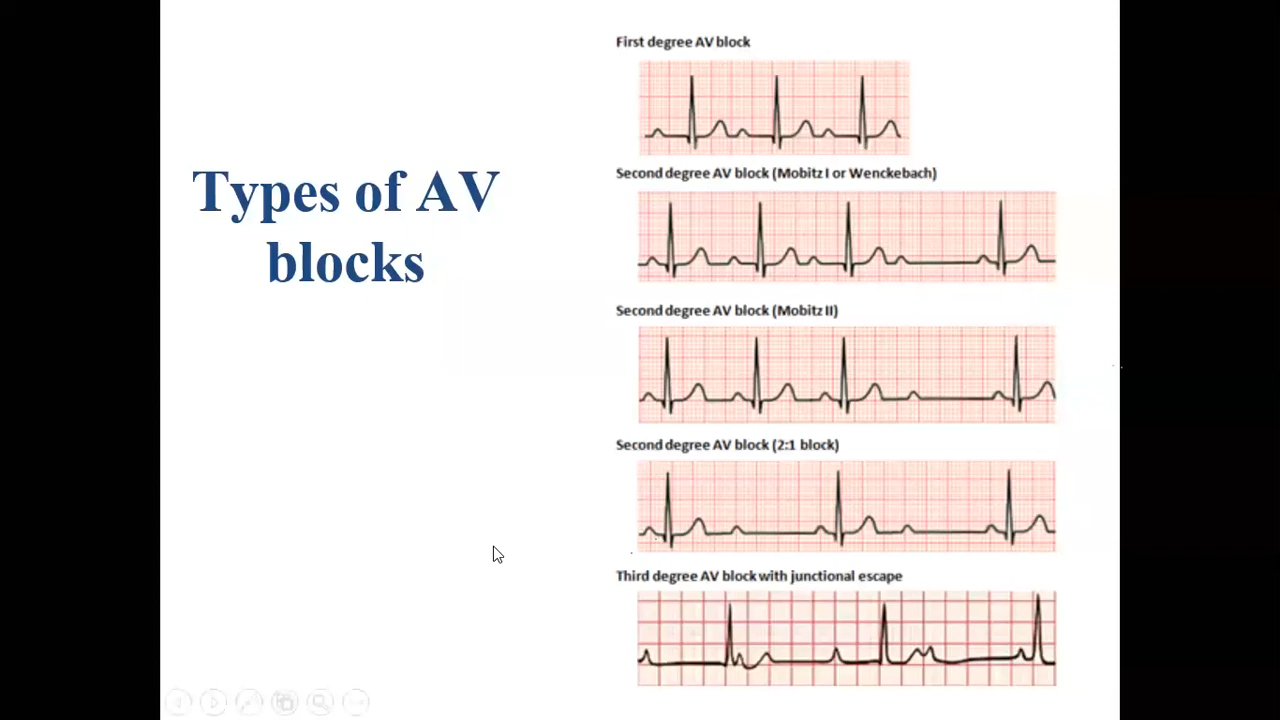 Types of AV
blocks
First degree AV block
Second degree AV block (Mobitz I or Wenckebach)
Second degree AV block (Mobitz II)
Second degree AV block (2:1 block)
Third degree AV block with junctional escape